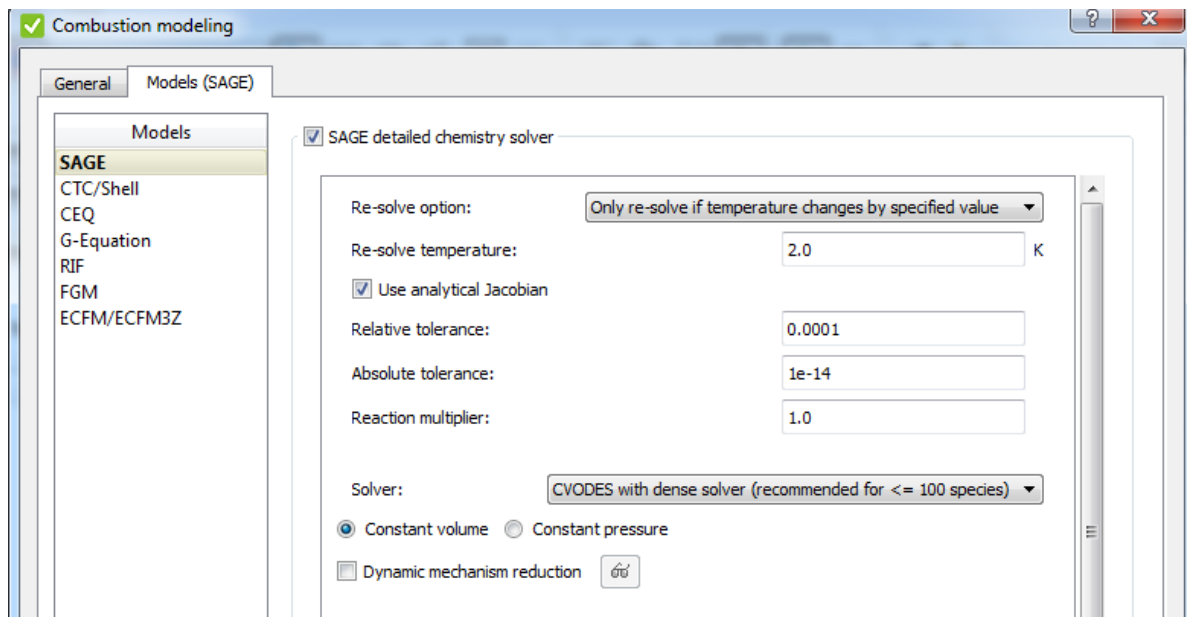 Combustion modeling
General
Models (SAGE)
Models
SAGE
CTC/Shell
CEQ
G-Equation
RIF
FGM
ECFM/ECFM3Z
SAGE detailed chemistry solver
Re-solve option: Only re-solve if temperature changes by specified value
Re-solve temperature: 2.0 K
Use analytical Jacobian
Relative tolerance: 0.0001
Absolute tolerance: 1e-14
Reaction multiplier: 1.0
Solver: CVODES with dense solver (recommended for <= 100 species)
Constant volume Constant pressure
Dynamic mechanism reduction